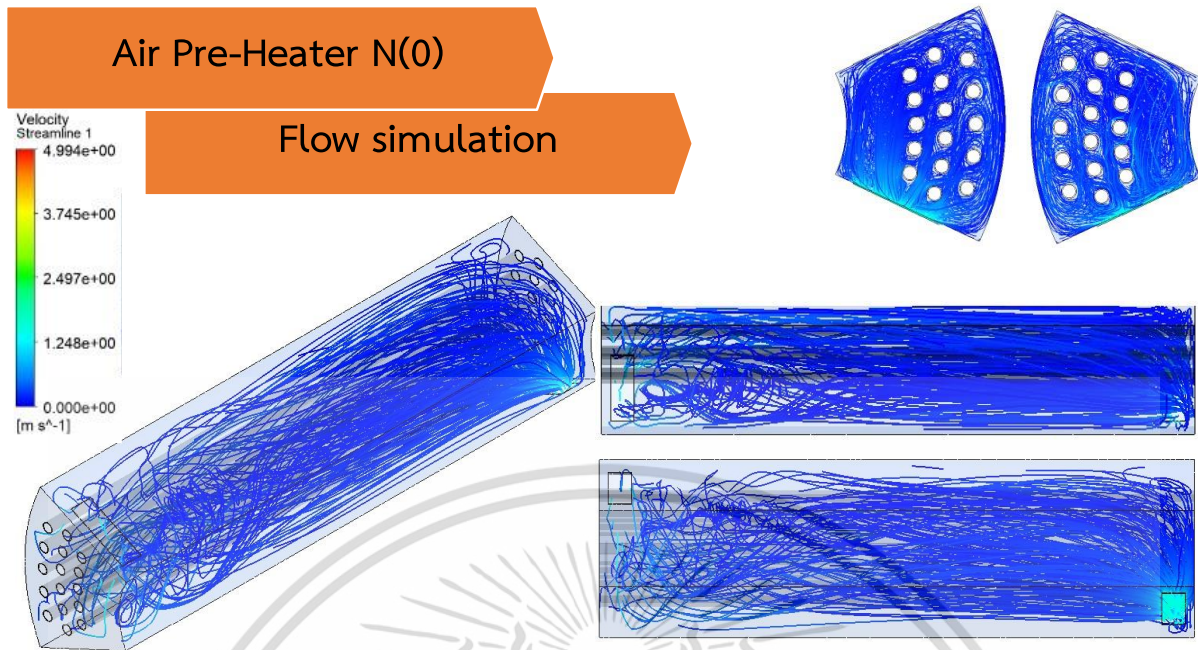 Air Pre-Heater N(0)
Flow simulation
Velocity
Streamline 1
4.994e+00
3.745e+00
2.497e+00
1.248e+00
0.000e+00
[m s^-1]